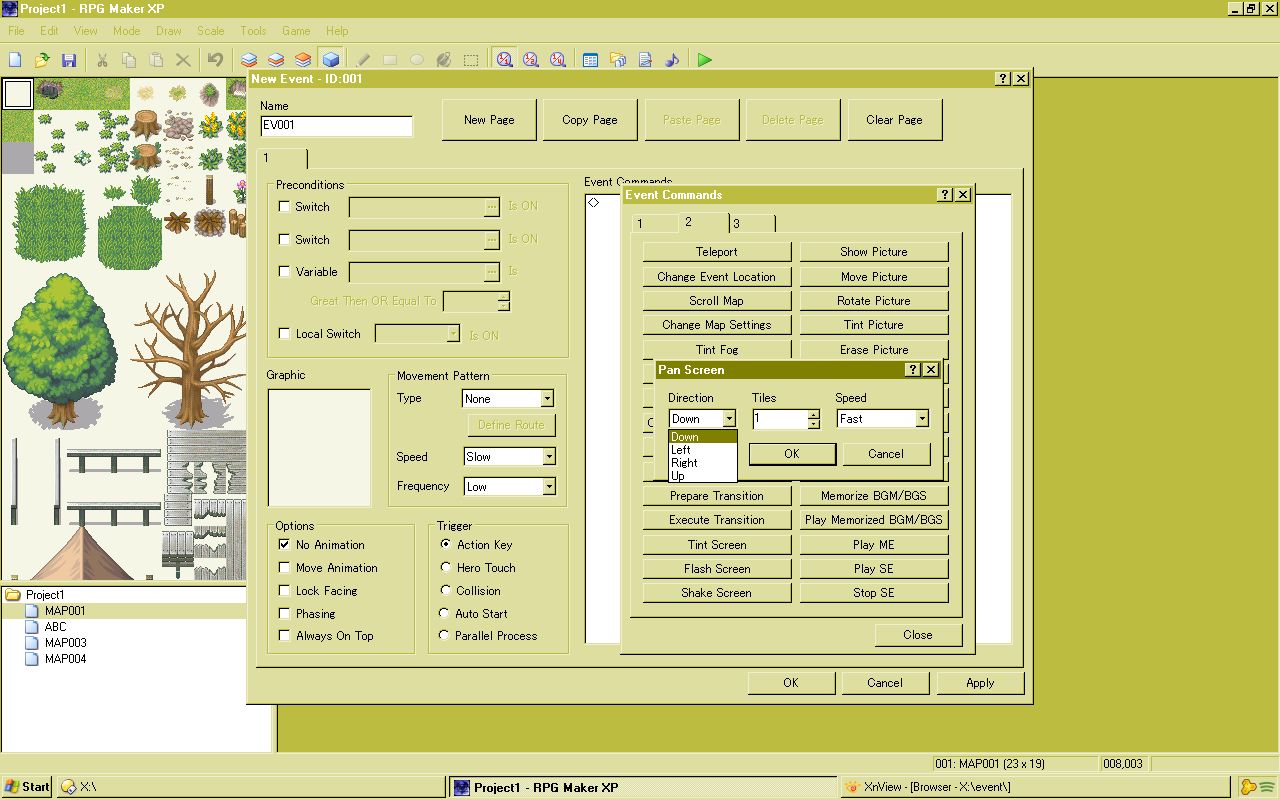 Project1 - RPG Maker XP
File Edit View Mode Draw Scale Tools Game Help
New Event - ID:001
Name
EV001
New Page
Copy Page
Paste Page
Delete Page
Clear Page
1
Preconditions
Switch
... Is ON
Switch
... Is ON
Variable
... Is
Great Then OR Equal To
Local Switch
Is ON
Graphic
Movement Pattern
Type
None
Define Route
Speed
Slow
Frequency
Low
Options
No Animation
Move Animation
Lock Facing
Phasing
Always On Top
Trigger
Action Key
Hero Touch
Collision
Auto Start
Parallel Process
Event Commands
Event Commands
1 2 3
Teleport
Show Picture
Change Event Location
Move Picture
Scroll Map
Rotate Picture
Change Map Settings
Tint Picture
Tint Fog
Erase Picture
Pan Screen
Direction
Tiles
Speed
Down
1
Fast
Down
Left
Right
Up
OK
Cancel
Prepare Transition
Memorize BGM/BGS
Execute Transition
Play Memorized BGM/BGS
Tint Screen
Play ME
Flash Screen
Play SE
Shake Screen
Stop SE
Close
OK
Cancel
Apply
Project1
MAP001
ABC
MAP003
MAP004
001: MAP001 (23 x 19)
008,003
Start
X:\
Project1 - RPG Maker XP
XnView - [Browser - X:\event\]